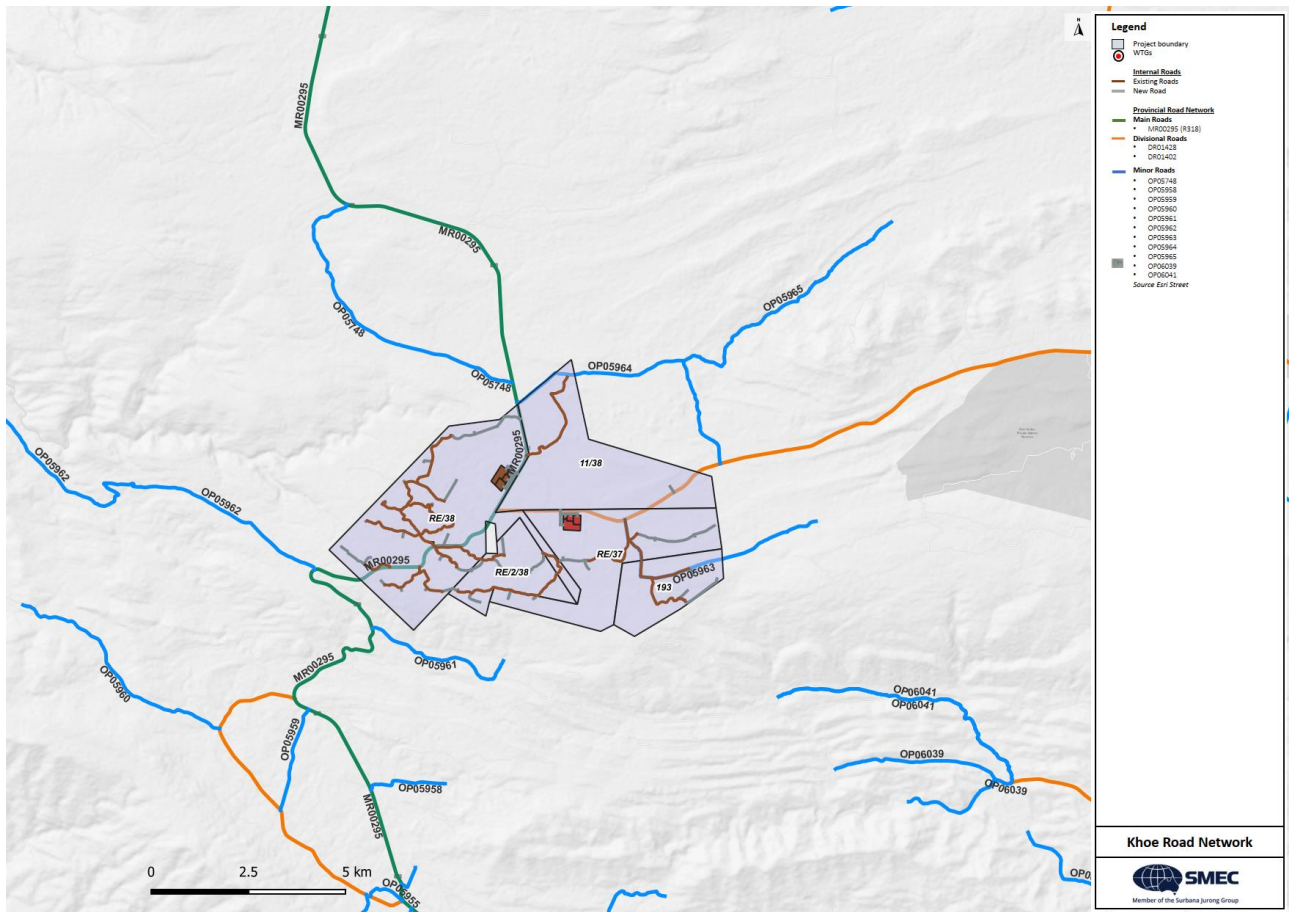 N
MR00295
MR00295
OP05748
OP05965
OP05748
OP05964
MR00295
11/38
OP05962
OP05962
RE/38
MR00295
RE/37
RE/2/38
OP05963
193
OP05961
MR00295
OP05960
OP05959
OP06041
OP06041
OP06039
OP06039
OP05958
MR00295
OP05955
OP0
0 2.5 5 km
Legend
Project boundary
WTGs
Internal Roads
Existing Roads
New Road
Provincial Road Network
Main Roads
• MR00295 (R318)
Divisional Roads
• DR01428
• DR01402
Minor Roads
• OP05748
• OP05958
• OP05959
• OP05960
• OP05961
• OP05962
• OP05963
• OP05964
• OP05965
• OP06039
• OP06041
Source Esri Street
Khoe Road Network
SMEC
Member of the Surbana Jurong Group